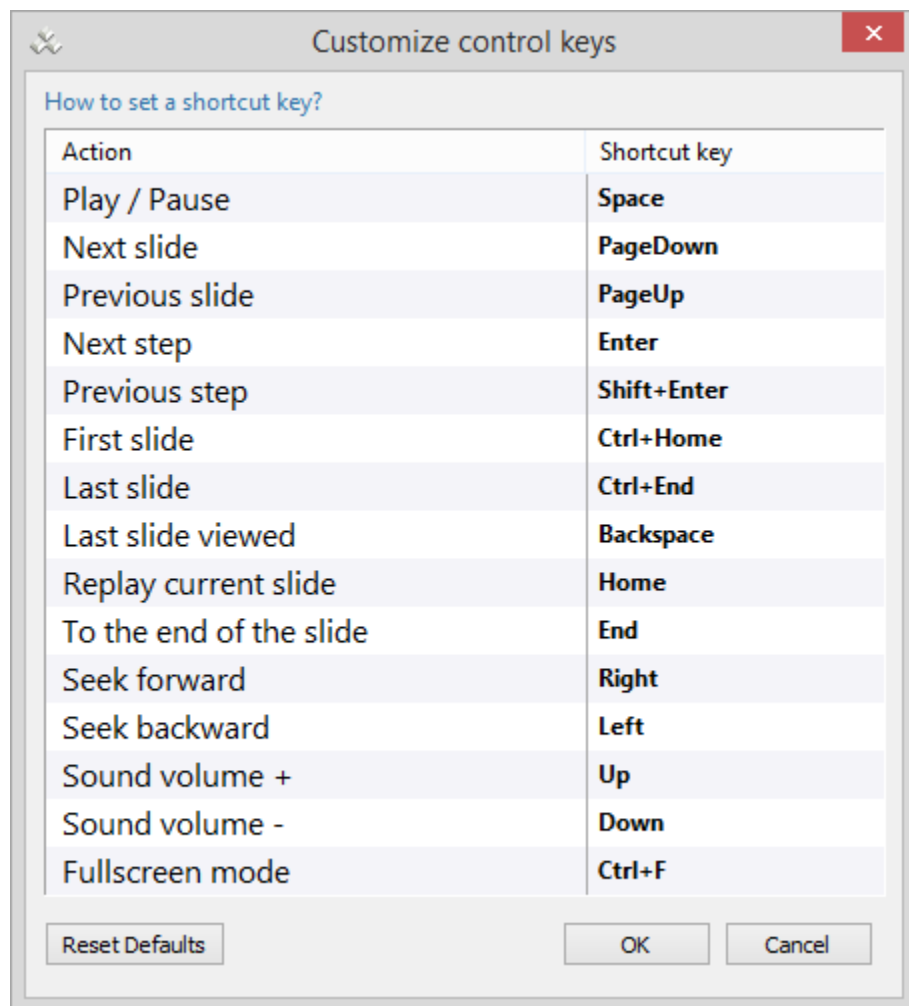 Customize control keys
How to set a shortcut key?
Action Shortcut key
Play / Pause Space
Next slide PageDown
Previous slide PageUp
Next step Enter
Previous step Shift+Enter
First slide Ctrl+Home
Last slide Ctrl+End
Last slide viewed Backspace
Replay current slide Home
To the end of the slide End
Seek forward Right
Seek backward Left
Sound volume + Up
Sound volume - Down
Fullscreen mode Ctrl+F
Reset Defaults OK Cancel